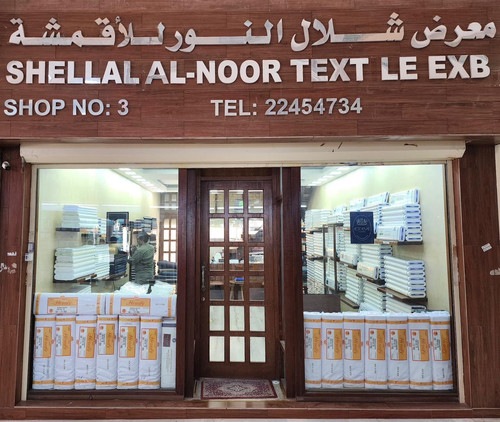 معرض شلال النور للأقمشة
SHELLAL AL-NOOR TEXT LE EXB
SHOP NO: 3 TEL: 22454734